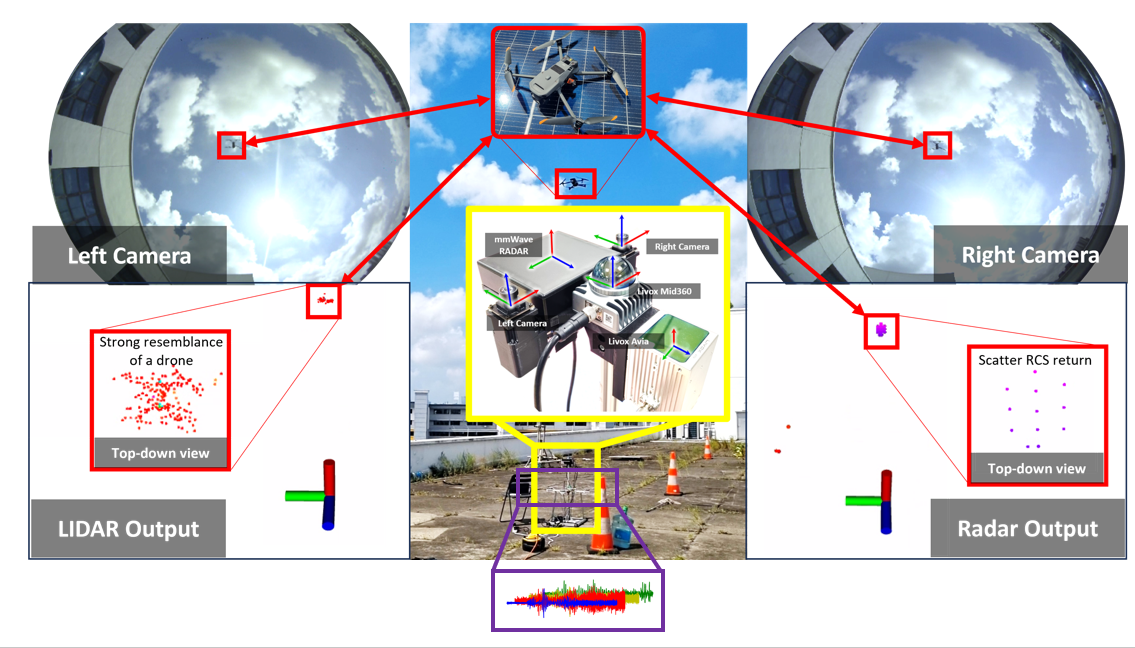 mmWave
RADAR
Right Camera
Livox Mid360
Left Camera
Livox Avia
Left Camera
Right Camera
Strong resemblance
of a drone
Top-down view
LIDAR Output
Scatter RCS return
Top-down view
Radar Output